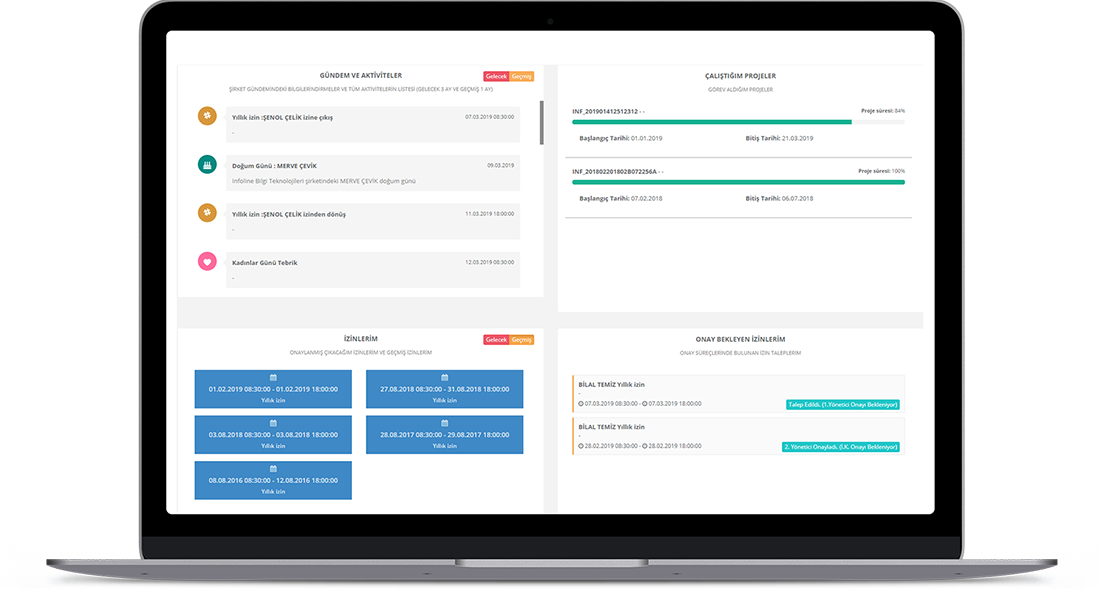 GÜNDEM VE AKTİVİTELER
Gelecek Geçmiş
ŞİRKET GÜNDEMİNDEKİ BİLGİLENDİRMELER VE TÜM AKTİVİTELERİN LİSTESİ (GELECEK 3 AY VE GEÇMİŞ 1 AY)
Yıllık izin :ŞENOL ÇELİK izine çıkış 07.03.2019 08:30:00
-
Doğum Günü : MERVE ÇEVİK 09.03.2019
Infoline Bilgi Teknolojileri şirketindeki MERVE ÇEVİK doğum günü
Yıllık izin :ŞENOL ÇELİK izinden dönüş 11.03.2019 18:00:00
-
Kadınlar Günü Tebrik 12.03.2019 08:30:00
-
ÇALIŞTIĞIM PROJELER
GÖREV ALDIĞIM PROJELER
INF_201901412512312 - - Proje süresi: 84%
Başlangıç Tarihi: 01.01.2019 Bitiş Tarihi: 21.03.2019
INF_201802201802B072256A - - Proje süresi: 100%
Başlangıç Tarihi: 07.02.2018 Bitiş Tarihi: 06.07.2018
İZİNLERİM
Gelecek Geçmiş
ONAYLANMIŞ ÇIKACAĞIM İZİNLERİM VE GEÇMİŞ İZİNLERİM
01.02.2019 08:30:00 - 01.02.2019 18:00:00
Yıllık izin
27.08.2018 08:30:00 - 31.08.2018 18:00:00
Yıllık izin
03.08.2018 08:30:00 - 03.08.2018 18:00:00
Yıllık izin
28.08.2017 08:30:00 - 29.08.2017 18:00:00
Yıllık izin
08.08.2016 08:30:00 - 12.08.2016 18:00:00
Yıllık izin
ONAY BEKLEYEN İZİNLERİM
ONAY SÜREÇLERİNDE BULUNAN İZİN TALEPLERİM
BİLAL TEMİZ Yıllık izin
-
07.03.2019 08:30:00 - 07.03.2019 18:00:00
Talep Edildi. (1.Yönetici Onayı Bekleniyor)
BİLAL TEMİZ Yıllık izin
-
28.02.2019 08:30:00 - 28.02.2019 18:00:00
2. Yönetici Onayladı. (İ.K. Onayı Bekleniyor)